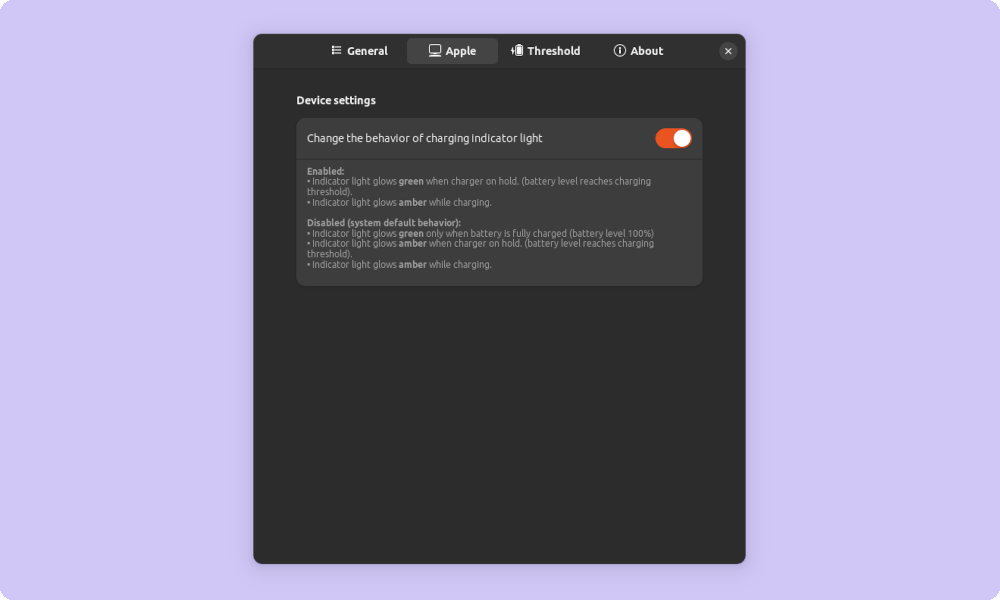 General Apple Threshold About
Device settings
Change the behavior of charging indicator light
Enabled:
• Indicator light glows green when charger on hold. (battery level reaches charging
threshold).
• Indicator light glows amber while charging.
Disabled (system default behavior):
• Indicator light glows green only when battery is fully charged (battery level 100%)
• Indicator light glows amber when charger on hold. (battery level reaches charging
threshold).
• Indicator light glows amber while charging.